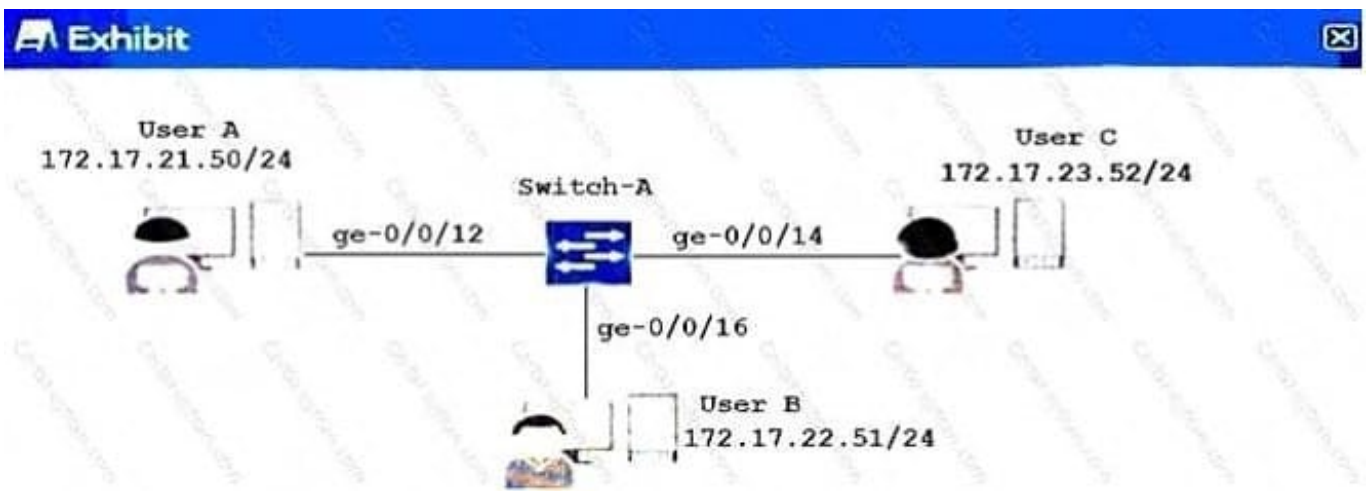 Exhibit
User A
172.17.21.50/24
User C
172.17.23.52/24
Switch-A
ge-0/0/12
ge-0/0/14
ge-0/0/16
User B
172.17.22.51/24